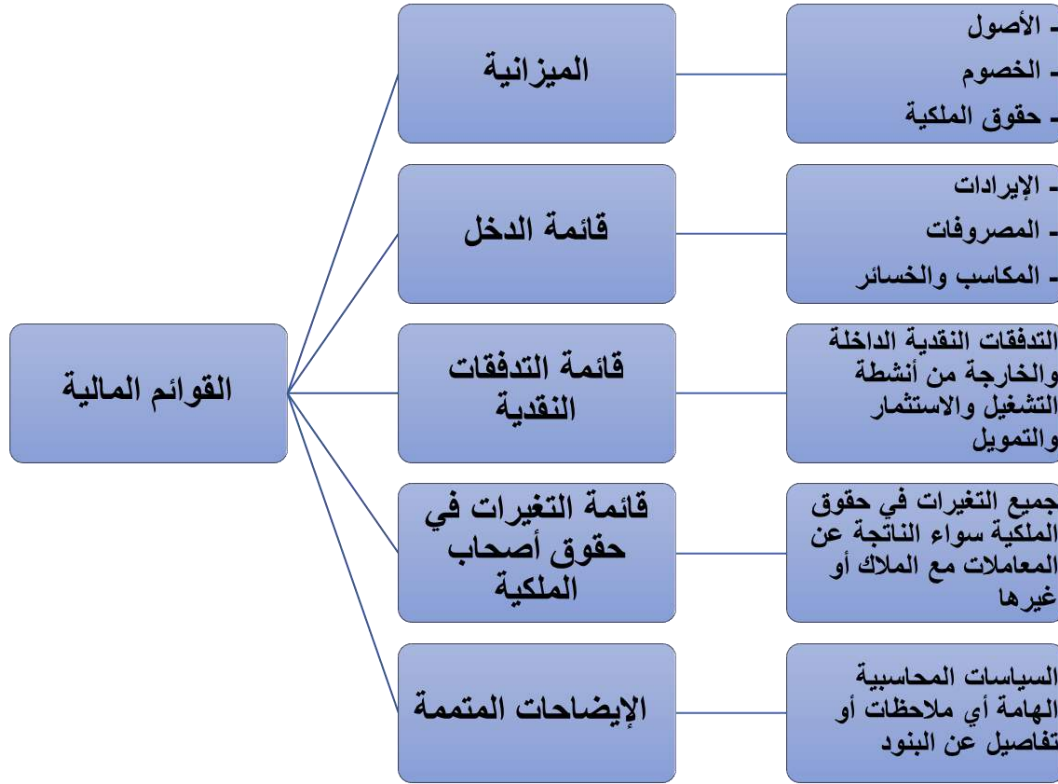 القوائم المالية
الميزانية
- الأصول
- الخصوم
- حقوق الملكية
قائمة الدخل
- الإيرادات
- المصروفات
- المكاسب والخسائر
قائمة التدفقات
النقدية
التدفقات النقدية الداخلة
والخارجة من أنشطة
التشغيل والاستثمار
والتمويل
قائمة التغيرات في
حقوق أصحاب
الملكية
جميع التغيرات في حقوق
الملكية سواء الناتجة عن
المعاملات مع الملاك أو
غيرها
الإيضاحات المتممة
السياسات المحاسبية
الهامة أي ملاحظات أو
تفاصيل عن البنود